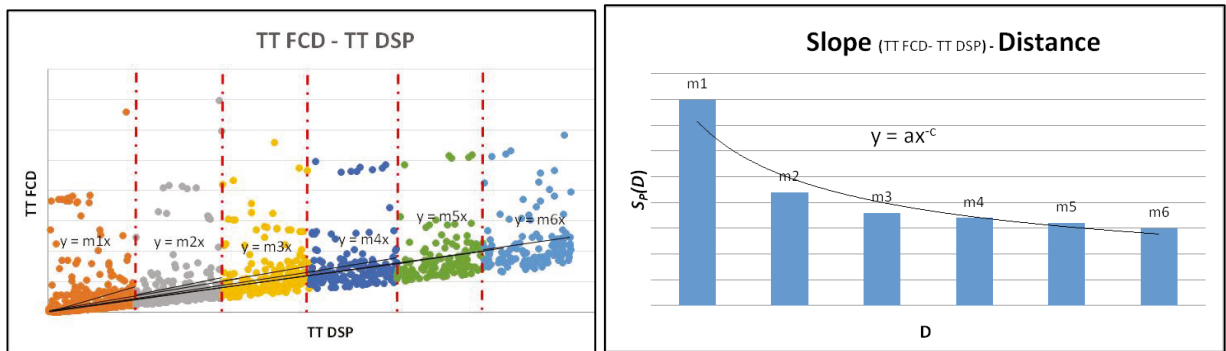 TT FCD - TT DSP
TT FCD
y = m1x
y = m2x
y = m3x
y = m4x
y = m5x
y = m6x
TT DSP
Slope (TT FCD- TT DSP) - Distance
m1
y = ax^-c
m2
m3
m4
m5
m6
Sₚ(D)
D